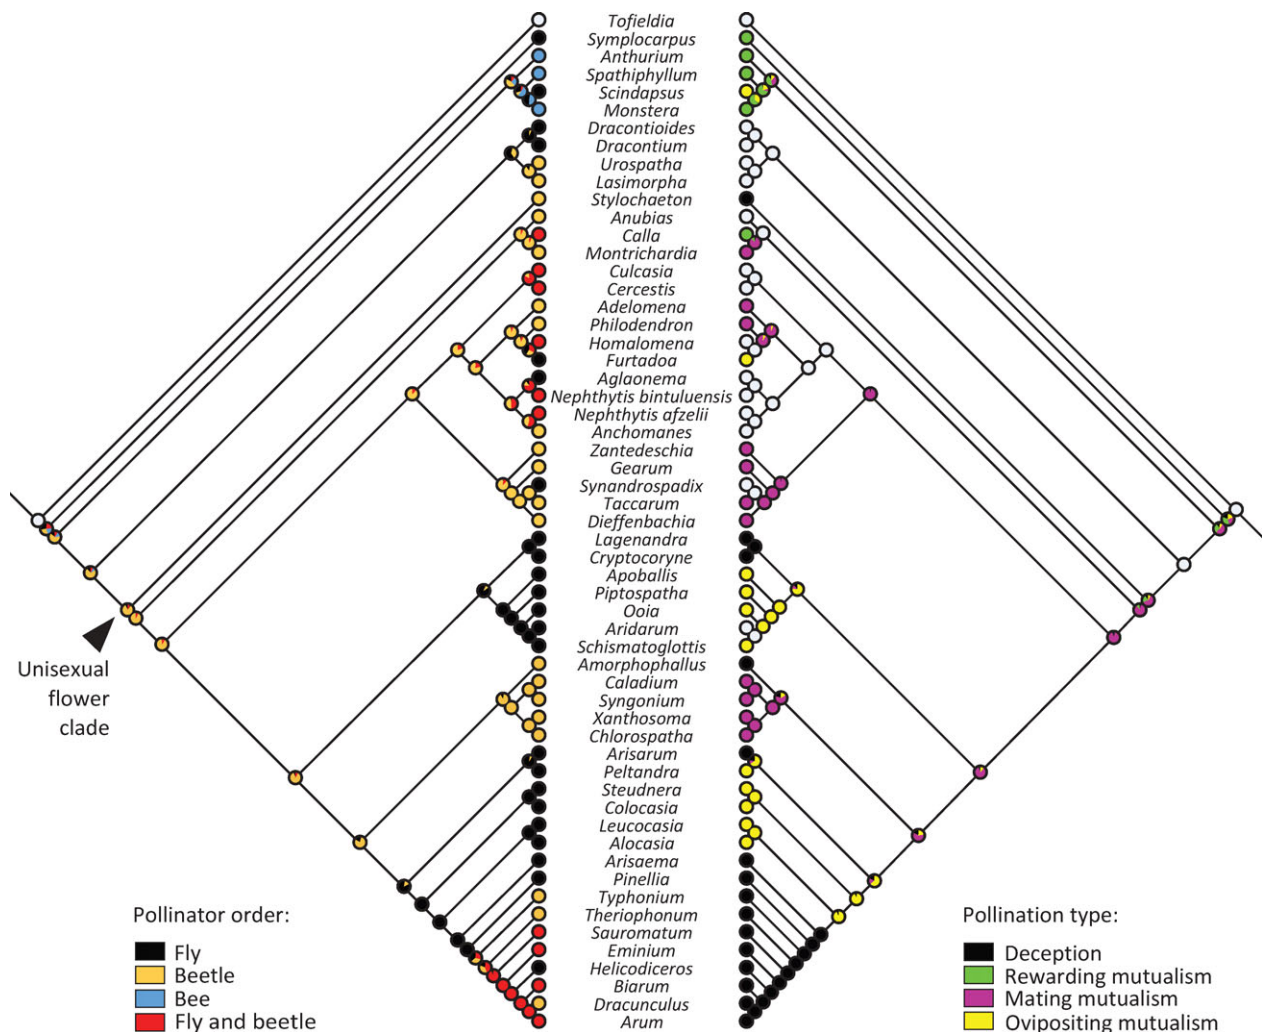 Tofieldia
Symplocarpus
Anthurium
Spathiphyllum
Scindapsus
Monstera
Dracontioides
Dracontium
Urospatha
Lasimorpha
Stylochaeton
Anubias
Calla
Montrichardia
Culcasia
Cercestis
Adelomena
Philodendron
Homalomena
Furtadoa
Aglaonema
Nephthytis bintuluensis
Nephthytis afzelii
Anchomanes
Zantedeschia
Gearum
Synandrospadix
Taccarum
Dieffenbachia
Lagenandra
Cryptocoryne
Apoballis
Piptospatha
Ooia
Aridarum
Schismatoglottis
Amorphophallus
Caladium
Syngonium
Xanthosoma
Chlorospatha
Arisarum
Peltandra
Steudnera
Colocasia
Leucocasia
Alocasia
Arisaema
Pinellia
Typhonium
Theriophonum
Sauromatum
Eminium
Helicodiceros
Biarum
Dracunculus
Arum
Unisexual
flower
clade
Pollinator order:
Fly
Beetle
Bee
Fly and beetle
Pollination type:
Deception
Rewarding mutualism
Mating mutualism
Ovipositing mutualism